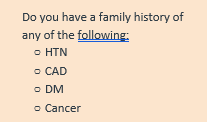 Do you have a family history of
any of the following:
o HTN
o CAD
o DM
o Cancer